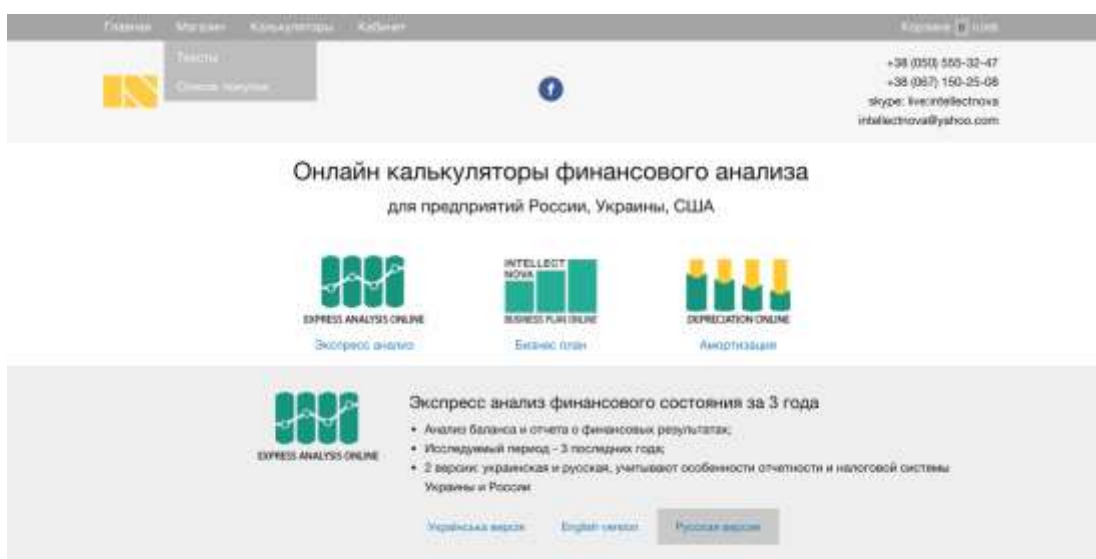 Главная Магазин Калькуляторы Кабинет
Корзина 0
Тексты
Список покупок
+38 (050) 555-32-47
+38 (067) 150-25-08
skype: live:intellectnova
intellectnova@yahoo.com
Онлайн калькуляторы финансового анализа
для предприятий России, Украины, США
EXPRESS ANALYSIS ONLINE
INTELLECT
NOVA
BUSINESS PLAN ONLINE
DEPRECIATION ONLINE
Экспресс анализ
Бизнес план
Амортизация
EXPRESS ANALYSIS ONLINE
Экспресс анализ финансового состояния за 3 года
• Анализ баланса и отчета о финансовых результатах;
• Исследуемый период - 3 последних года;
• 2 версии: украинская и русская, учитывают особенности отчетности и налоговой системы
Украины и России
Українська версія English version Русская версия